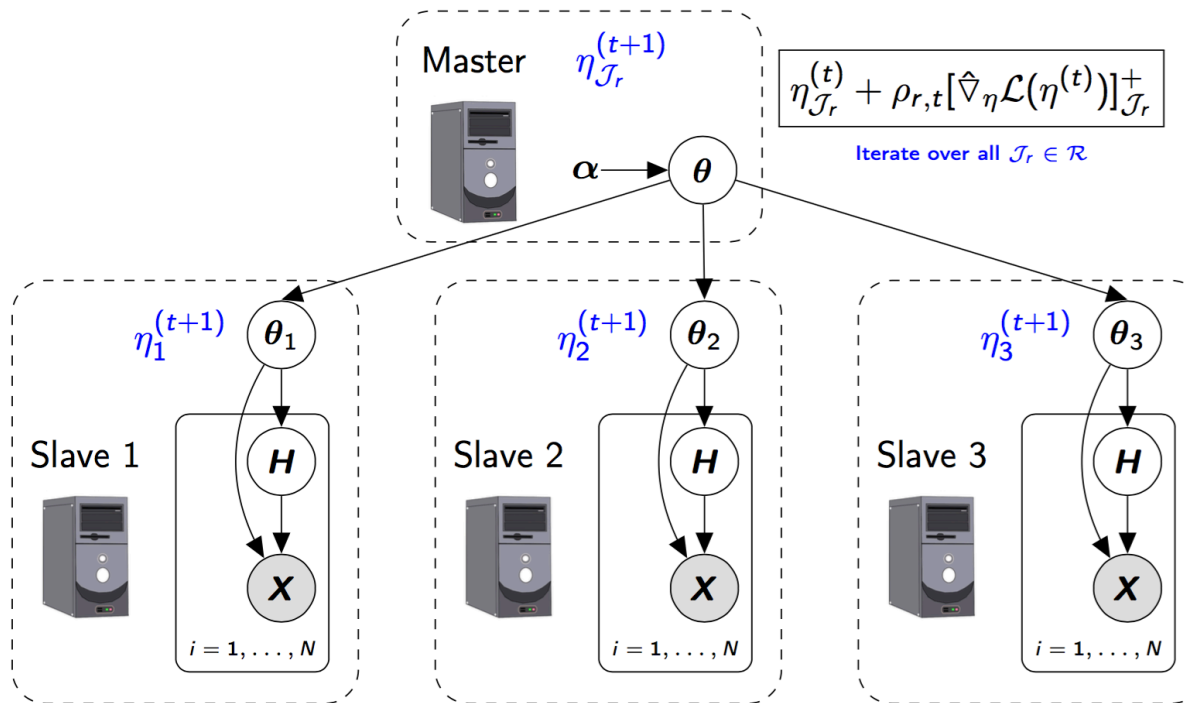 Master
η_{𝒥_r}^{(t+1)}
η_{𝒥_r}^{(t)} + ρ_{r,t}[∇̂_η ℒ(η^{(t)})]^+_{𝒥_r}
Iterate over all 𝒥_r ∈ ℛ
α
θ
η_1^{(t+1)}
θ_1
Slave 1
H
X
i = 1, . . . , N
η_2^{(t+1)}
θ_2
Slave 2
H
X
i = 1, . . . , N
η_3^{(t+1)}
θ_3
Slave 3
H
X
i = 1, . . . , N